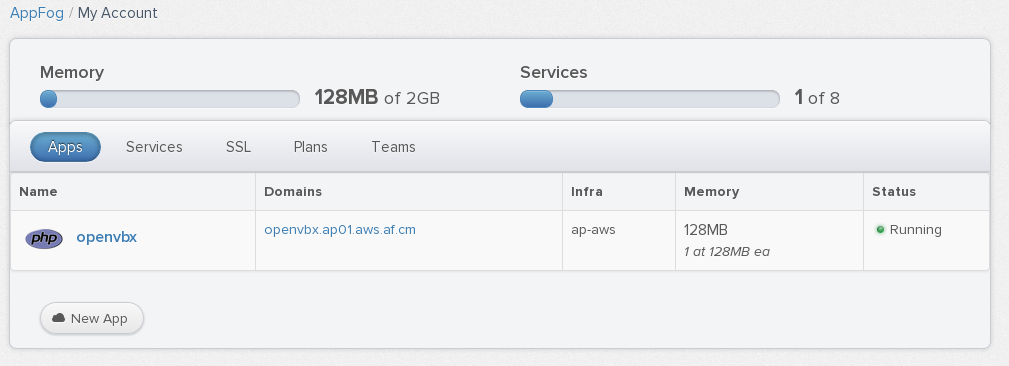 AppFog / My Account
Memory
128MB of 2GB
Services
1 of 8
Apps Services SSL Plans Teams
Name Domains Infra Memory Status
php openvbx openvbx.ap01.aws.af.cm ap-aws 128MB Running
1 at 128MB ea
New App